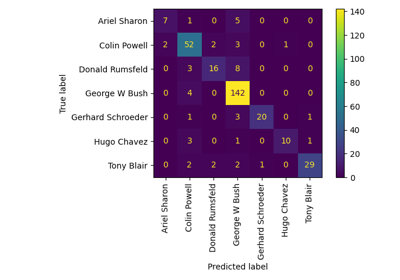 Ariel Sharon 7 1 0 5 0 0 0
Colin Powell 2 52 2 3 0 1 0
Donald Rumsfeld 0 3 16 8 0 0 0
George W Bush 0 4 0 142 0 0 0
Gerhard Schroeder 0 1 0 3 20 0 1
Hugo Chavez 0 3 0 1 0 10 1
Tony Blair 0 2 2 2 1 0 29
True label
Ariel Sharon
Colin Powell
Donald Rumsfeld
George W Bush
Gerhard Schroeder
Hugo Chavez
Tony Blair
Predicted label
140
120
100
80
60
40
20
0